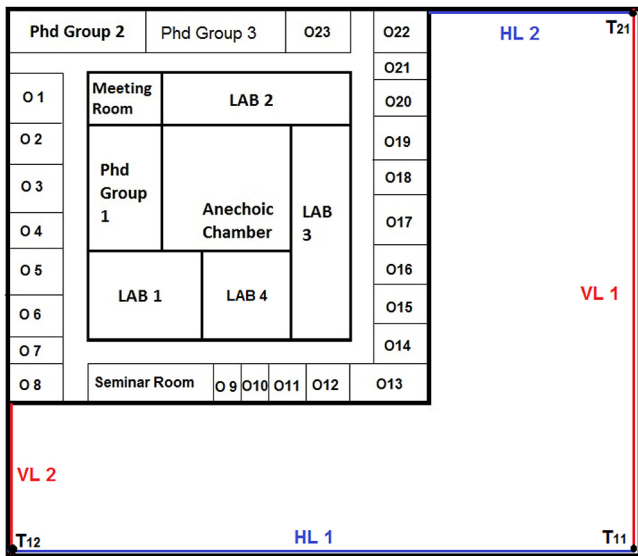 Phd Group 2
Phd Group 3
O23
O22
HL 2
T21
O21
O 1
Meeting
Room
LAB 2
O20
O 2
O19
O 3
Phd
Group
1
Anechoic
Chamber
LAB
3
O18
O17
O 4
O 5
O16
LAB 1
LAB 4
VL 1
O 6
O15
O 7
O14
O 8
Seminar Room
O 9
O10
O11
O12
O13
VL 2
T12
HL 1
T11